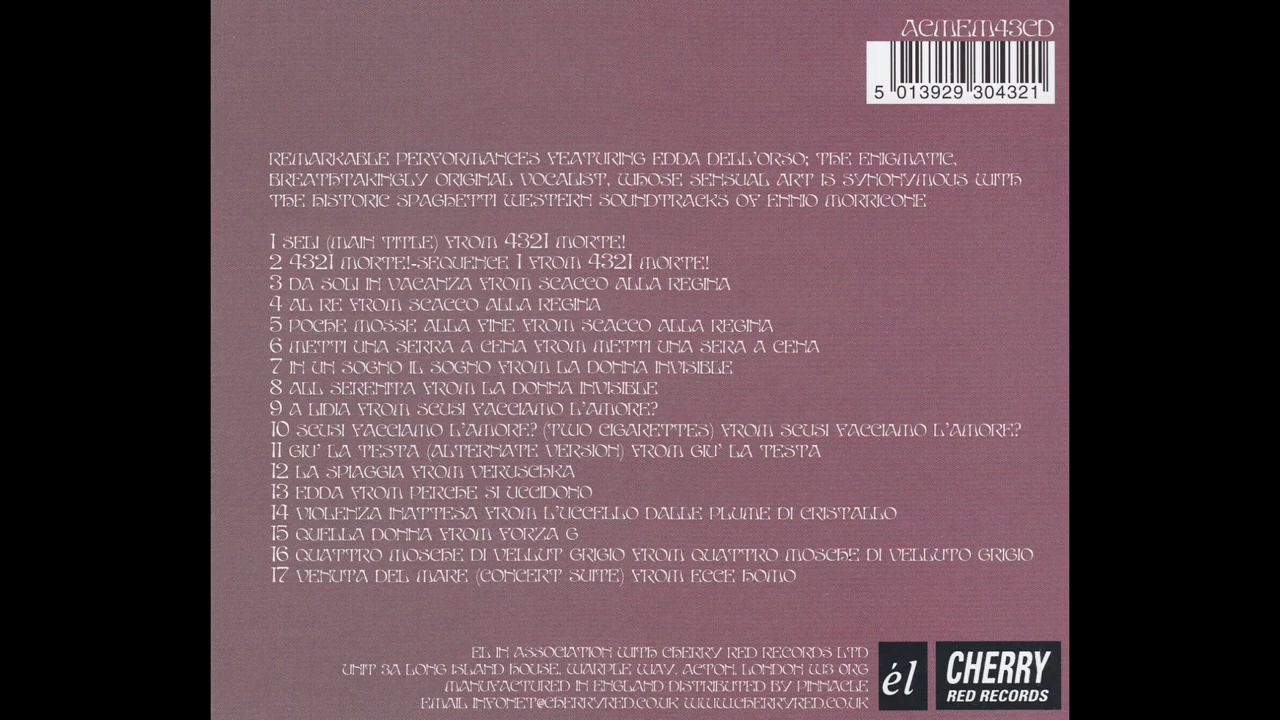 ACMEM43CD
5 013929 304321
REMARKABLE PERFORMANCES FEATURING EDDA DELL'ORSO; THE ENIGMATIC,
BREATHTAKINGLY ORIGINAL VOCALIST, WHOSE SENSUAL ART IS SYNONYMOUS WITH
THE HISTORIC SPAGHETTI WESTERN SOUNDTRACKS OF ENNIO MORRICONE
1 SELI (MAIN TITLE) FROM 4321 MORTE!
2 4321 MORTE!-SEQUENCE 1 FROM 4321 MORTE!
3 DA SOLI IN VACANZA FROM SCACCO ALLA REGINA
4 AL RE FROM SCACCO ALLA REGINA
5 POCHE MOSSE ALLA FINE FROM SCACCO ALLA REGINA
6 METTI UNA SERRA A CENA FROM METTI UNA SERA A CENA
7 IN UN SOGNO IL SOGNO FROM LA DONNA INVISIBLE
8 ALL SERENITA FROM LA DONNA INVISIBLE
9 A LIDIA FROM SCUSI FACCIAMO L'AMORE?
10 SCUSI FACCIAMO L'AMORE? (TWO CIGARETTES) FROM SCUSI FACCIAMO L'AMORE?
11 GIU' LA TESTA (ALTERNATE VERSION) FROM GIU' LA TESTA
12 LA SPIAGGIA FROM VERUSCHKA
13 EDDA FROM PERCHE SI UCCIDONO
14 VIOLENZA INATTESA FROM L'UCCELLO DALLE PLUME DI CRISTALLO
15 QUELLA DONNA FROM FORZA G
16 QUATTRO MOSCHE DI VELLUT GRIGIO FROM QUATTRO MOSCHE DI VELLUTO GRIGIO
17 VENUTA DEL MARE (CONCERT SUITE) FROM ECCE HOMO
EL IN ASSOCIATION WITH CHERRY RED RECORDS LTD
UNIT 3A LONG ISLAND HOUSE, WARPLE WAY, ACTON, LONDON W3 0RG
MANUFACTURED IN ENGLAND DISTRIBUTED BY PINNACLE
EMAIL INFONET@CHERRYRED.CO.UK WWW.CHERRYRED.CO.UK
él
CHERRY
RED RECORDS